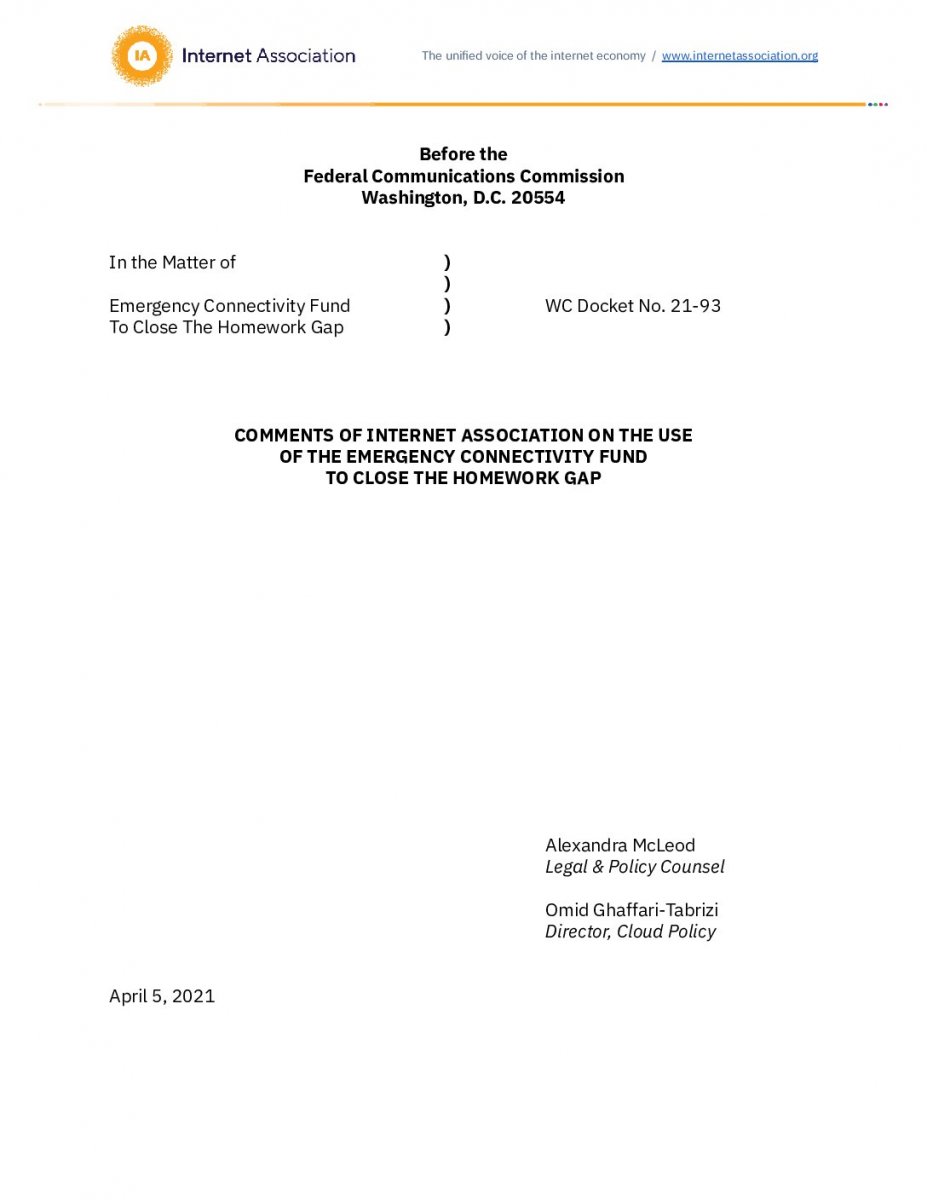 IA Internet Association
The unified voice of the internet economy / www.internetassociation.org
Before the
Federal Communications Commission
Washington, D.C. 20554
In the Matter of )
)
Emergency Connectivity Fund ) WC Docket No. 21-93
To Close The Homework Gap )
COMMENTS OF INTERNET ASSOCIATION ON THE USE
OF THE EMERGENCY CONNECTIVITY FUND
TO CLOSE THE HOMEWORK GAP
Alexandra McLeod
Legal & Policy Counsel
Omid Ghaffari-Tabrizi
Director, Cloud Policy
April 5, 2021